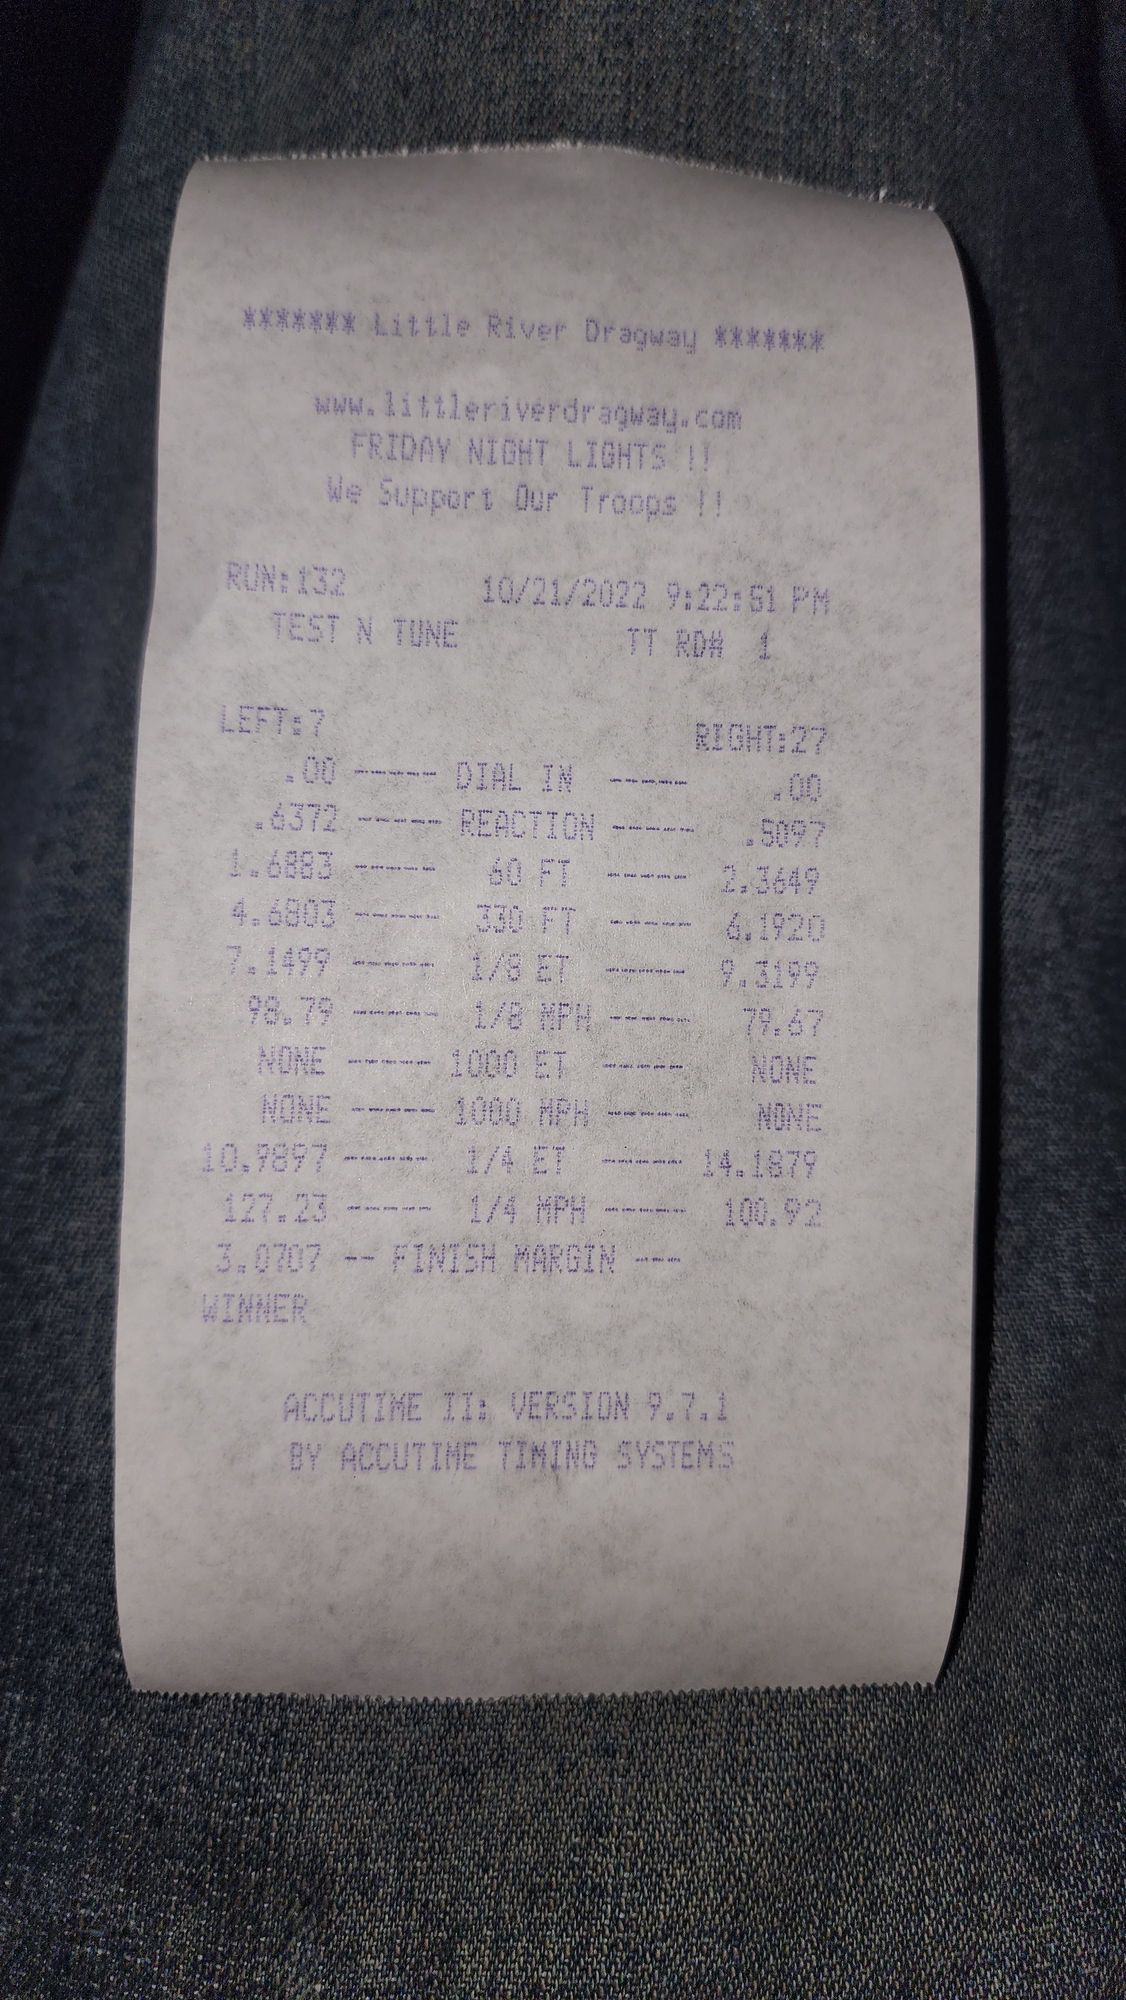 ******* Little River Dragway *******
www.littleriverdragway.com
FRIDAY NIGHT LIGHTS !!
We Support Our Troops !!
RUN:132 10/21/2022 9:22:51 PM
TEST N TUNE TT RD# 1
LEFT:7 RIGHT:27
.00 ----- DIAL IN ----- .00
.6372 ----- REACTION ----- .5097
1.6883 ----- 60 FT ----- 2.3649
4.6803 ----- 330 FT ----- 6.1920
7.1499 ----- 1/8 ET ----- 9.3199
98.79 ----- 1/8 MPH ----- 79.67
NONE ----- 1000 ET ----- NONE
NONE ----- 1000 MPH ----- NONE
10.9897 ----- 1/4 ET ----- 14.1879
127.23 ----- 1/4 MPH ----- 100.92
3.0707 -- FINISH MARGIN ---
WINNER
ACCUTIME II: VERSION 9.7.1
BY ACCUTIME TIMING SYSTEMS